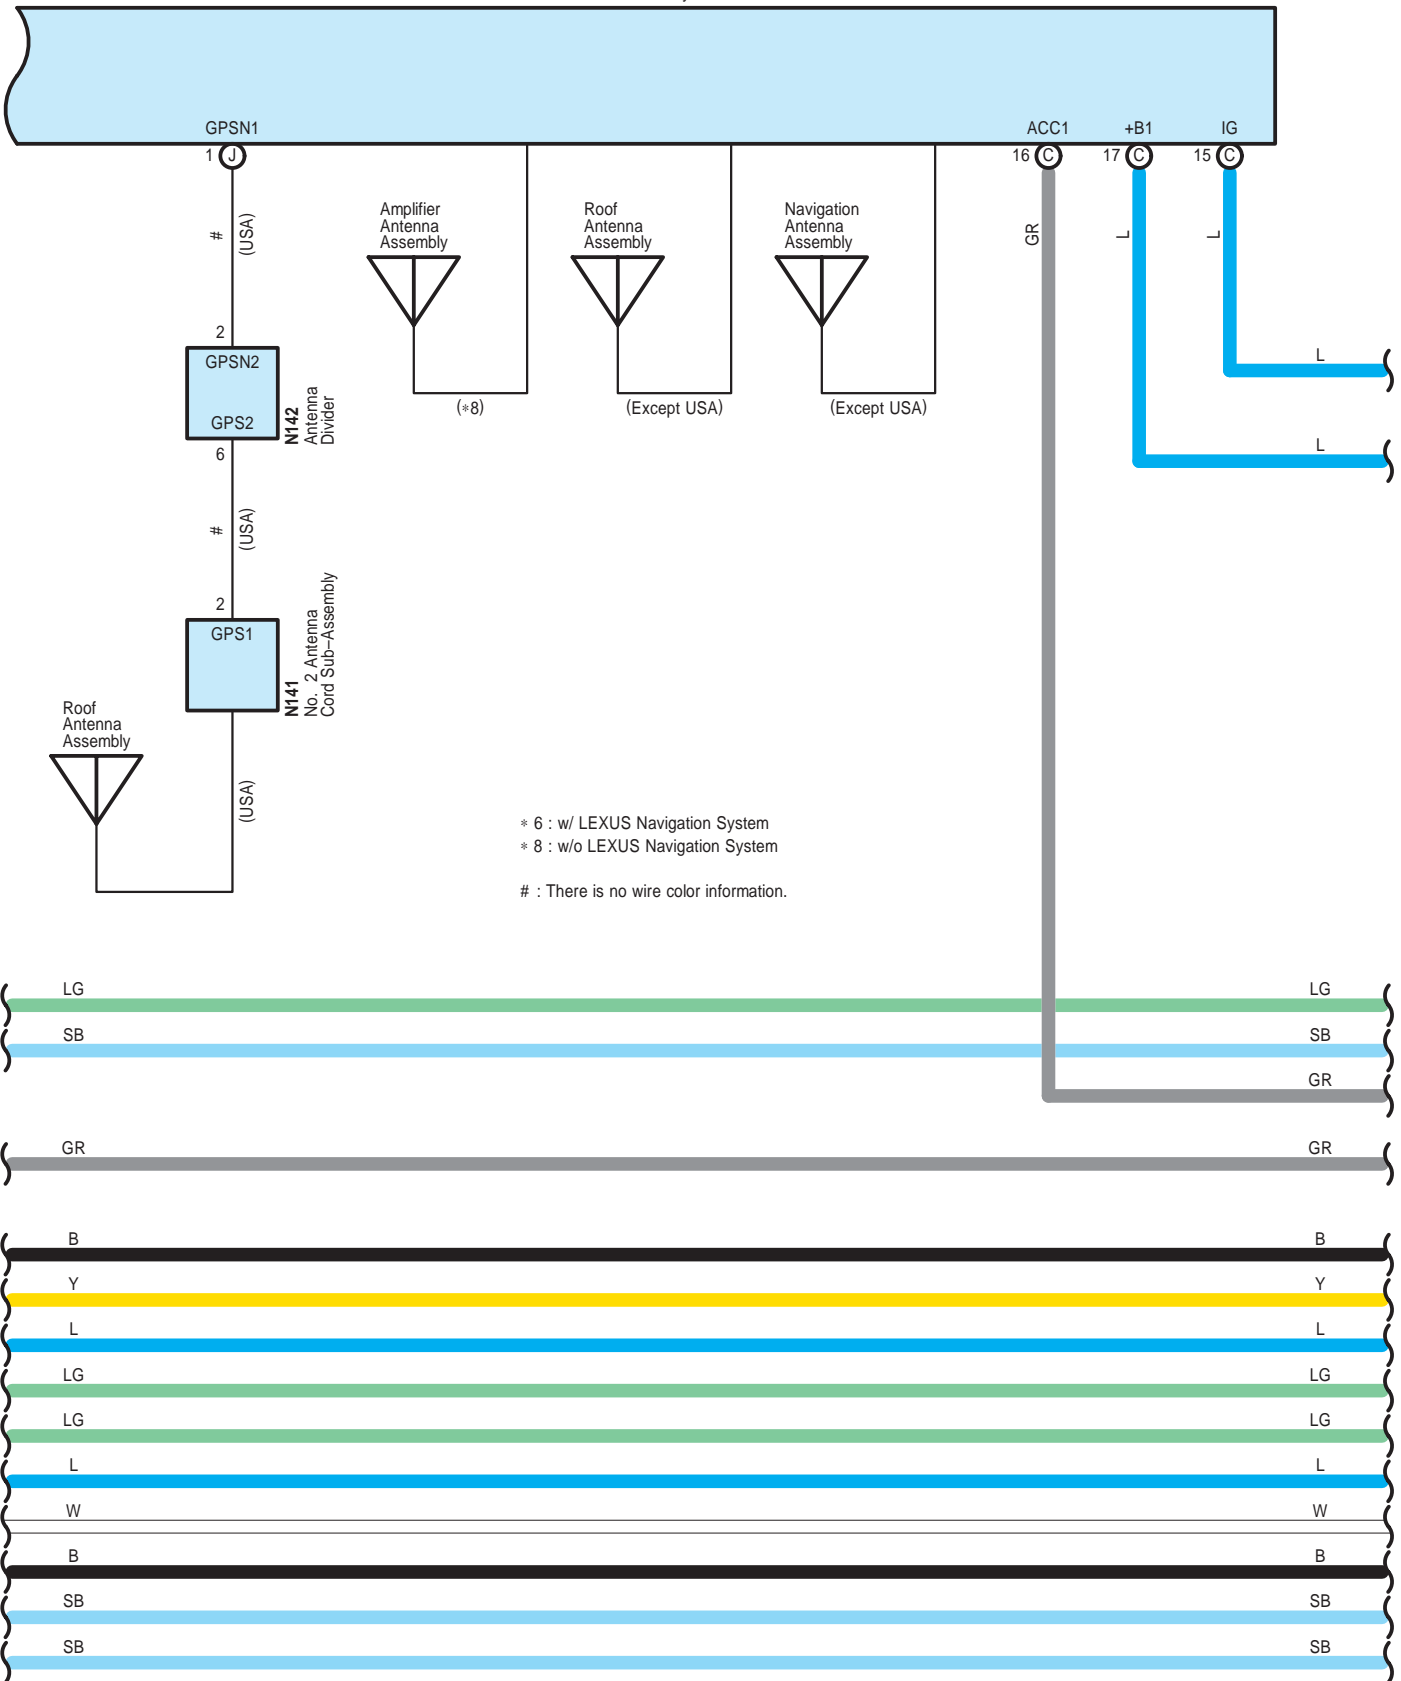 GPSN1
ACC1
+B1
IG
1 J
16 C
17 C
15 C
#
(USA)
Amplifier
Antenna
Assembly
Roof
Antenna
Assembly
Navigation
Antenna
Assembly
GR
L
L
2
GPSN2
GPS2
N142
Antenna
Divider
6
(∗8)
(Except USA)
(Except USA)
L
L
#
(USA)
2
GPS1
N141
No. 2 Antenna
Cord Sub–Assembly
Roof
Antenna
Assembly
(USA)
∗ 6 : w/ LEXUS Navigation System
∗ 8 : w/o LEXUS Navigation System
# : There is no wire color information.
LG LG
SB SB
GR
GR GR
B B
Y Y
L L
LG LG
LG LG
L L
W W
B B
SB SB
SB SB